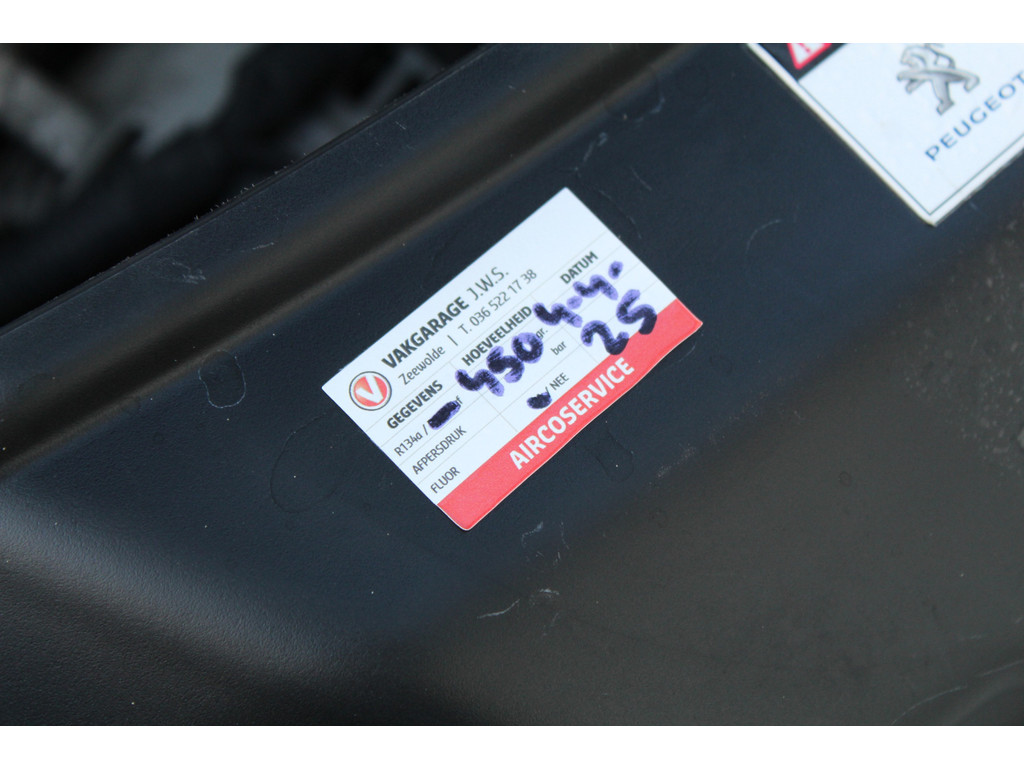 PEUGEOT
VAKGARAGE J.W.S.
Zeewolde | T. 036 522 17 38
GEGEVENS HOEVEELHEID DATUM
R134a / 450 gr. 4-4-
AFPERSDRUK bar 25
FLUOR / NEE
AIRCOSERVICE